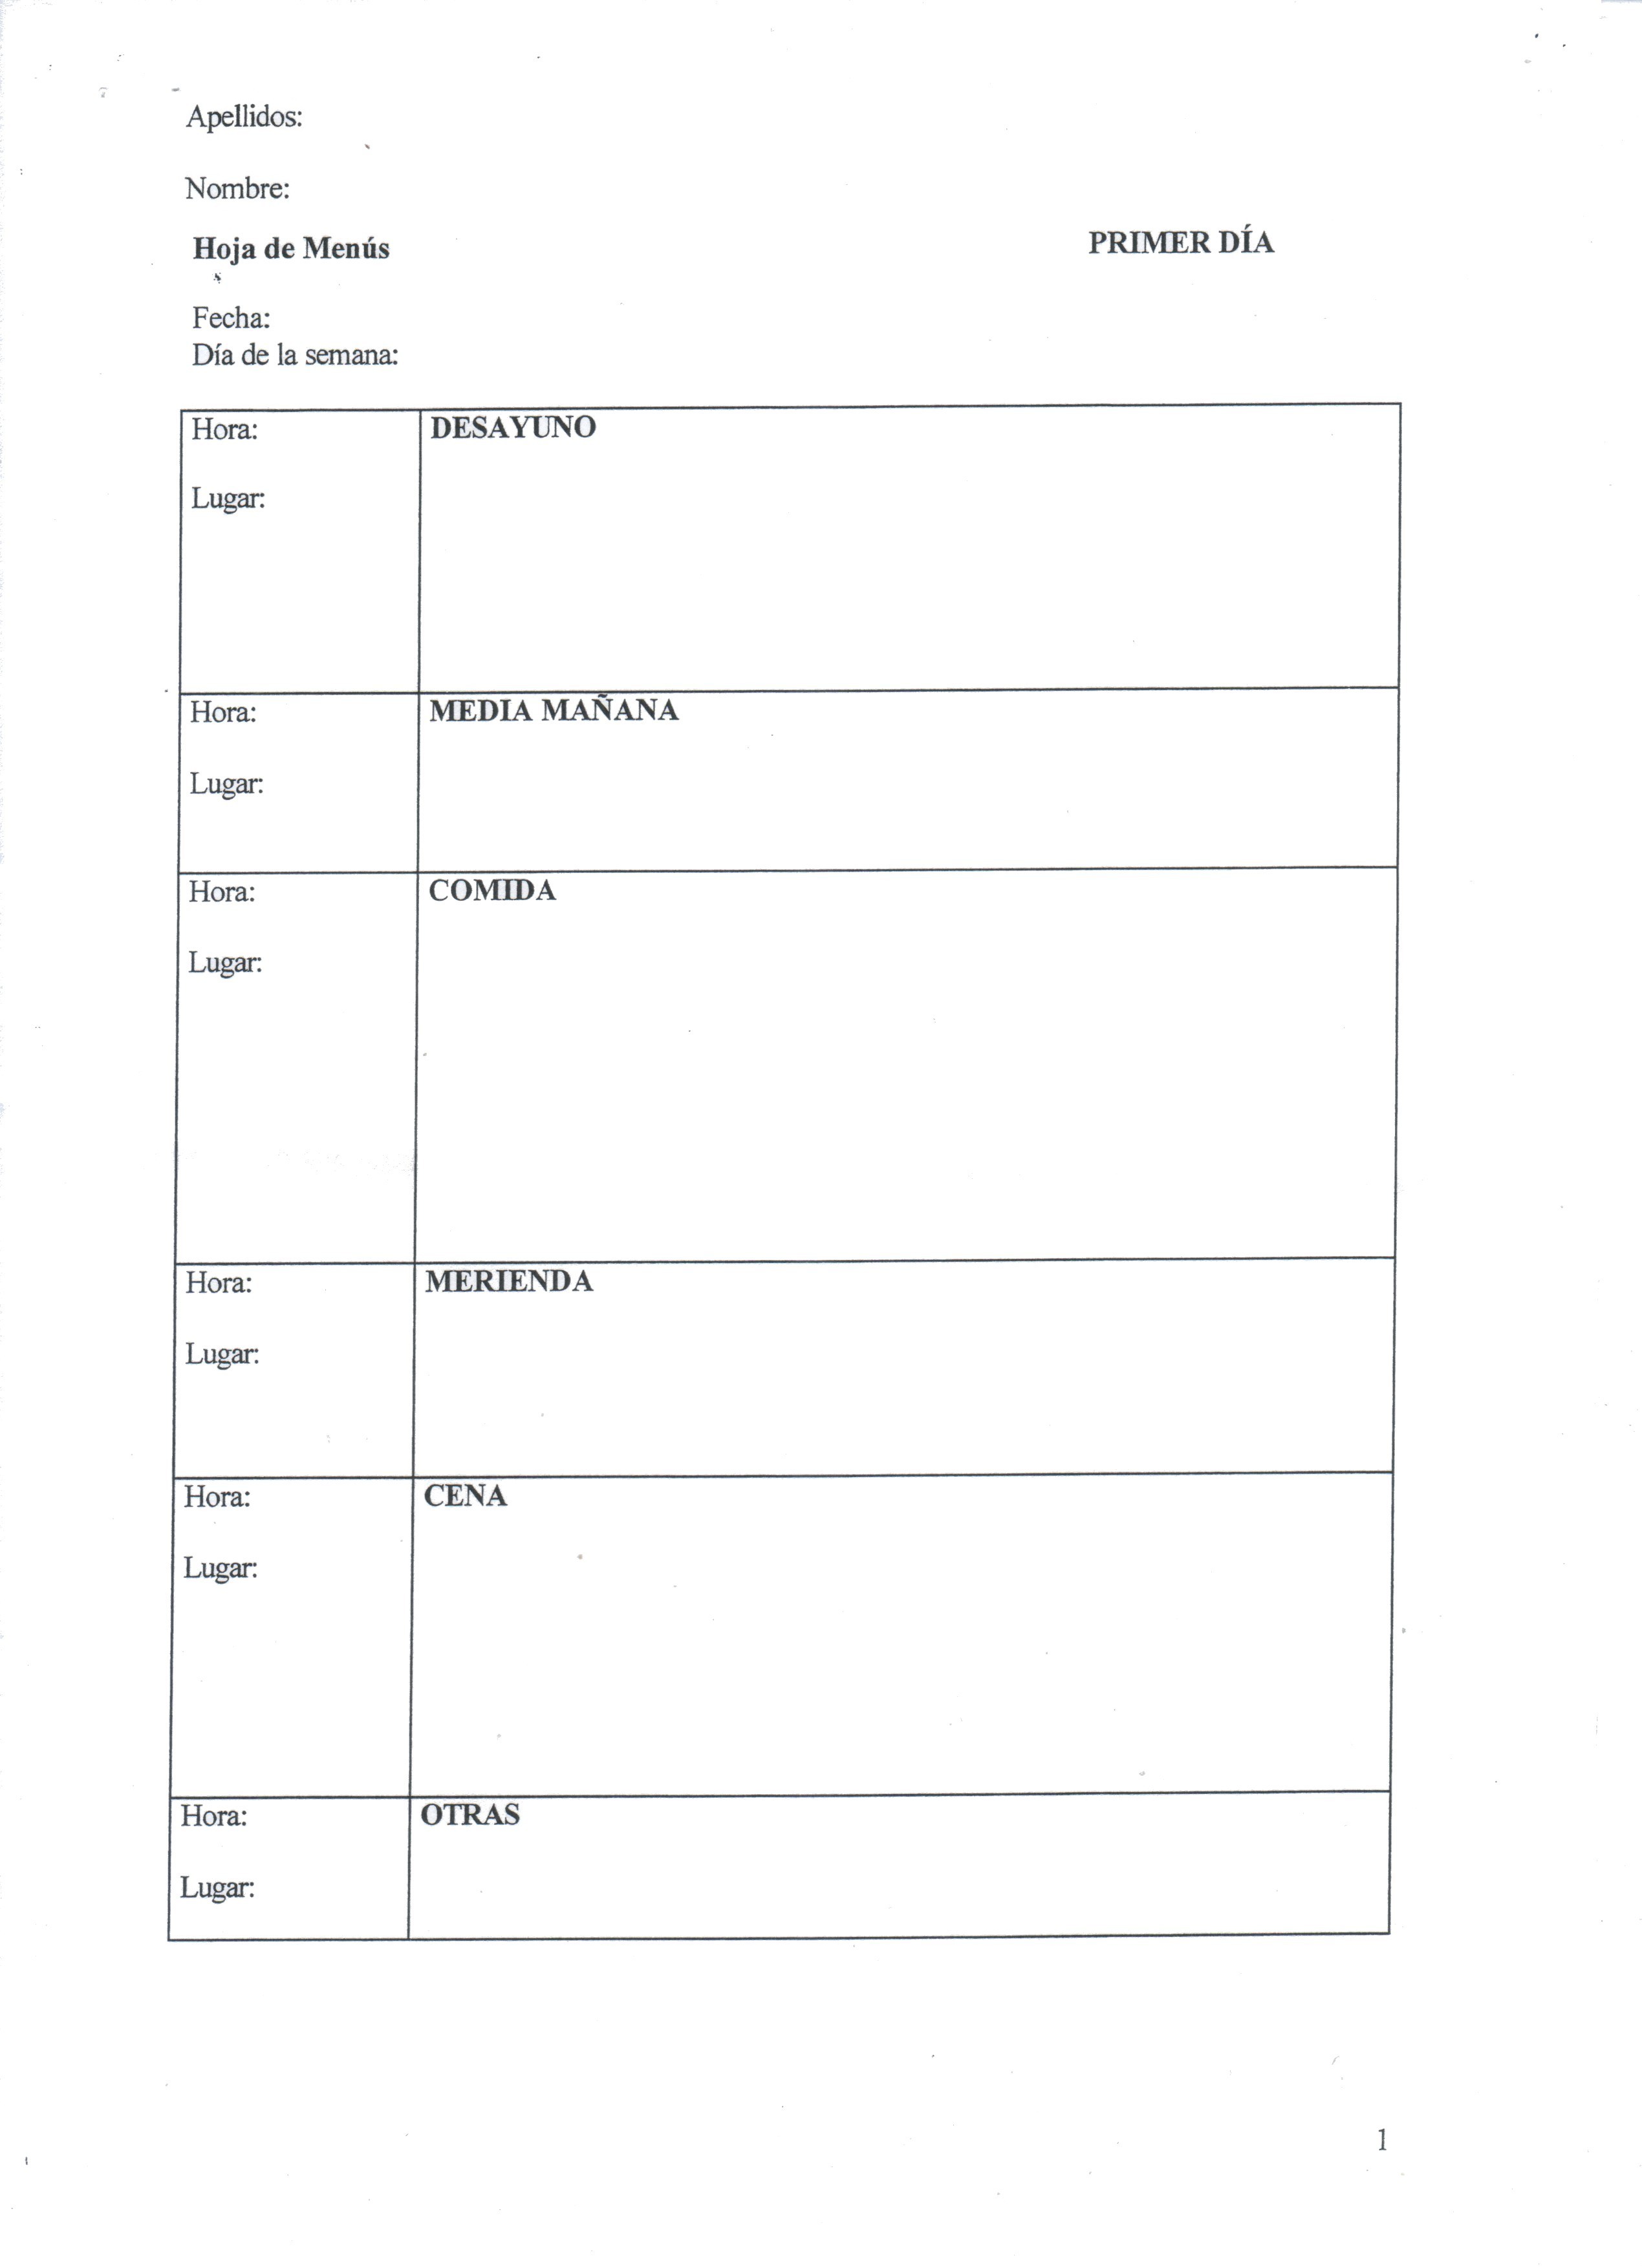 Apellidos:
Nombre:
Hoja de Menús
PRIMER DÍA
Fecha:
Día de la semana:
Hora:
DESAYUNO
Lugar:
Hora:
MEDIA MAÑANA
Lugar:
Hora:
COMIDA
Lugar:
Hora:
MERIENDA
Lugar:
Hora:
CENA
Lugar:
Hora:
OTRAS
Lugar:
1